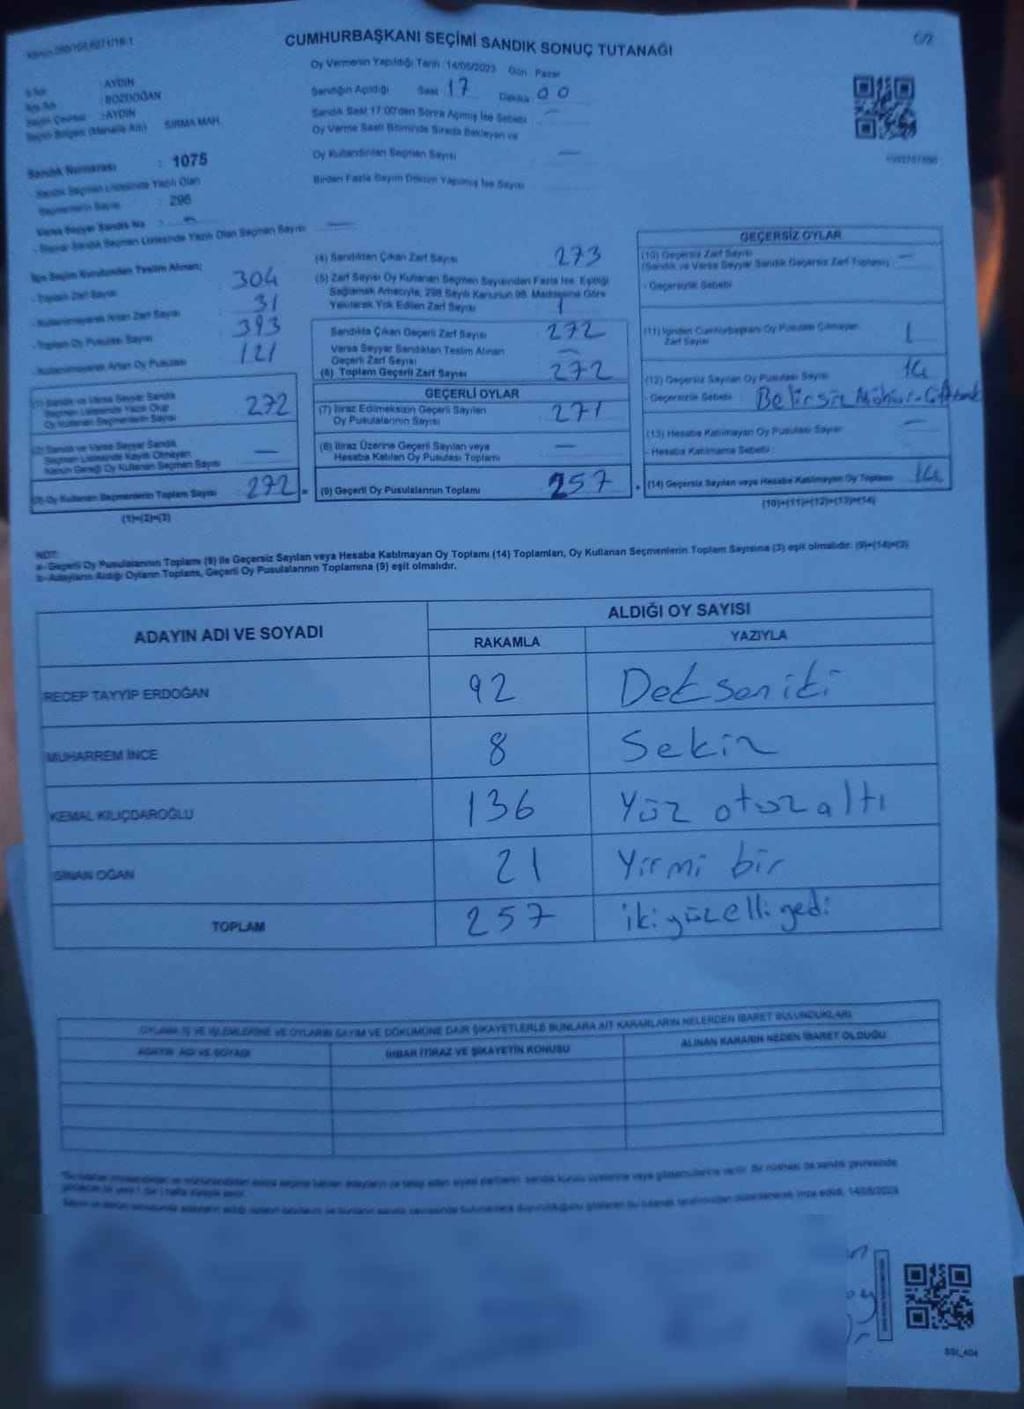 CUMHURBAŞKANI SEÇİMİ SANDIK SONUÇ TUTANAĞI
6/2
Oy Vermenin Yapıldığı Tarih :14/05/2023 Gün : Pazar
Sandığın Açıldığı Saat 17 Dakika 00
Sandık Saat 17:00'den Sonra Açılmış İse Sebebi
Oy Verme Saati Bitiminde Sırada Bekleyen ve
Oy Kullandırılan Seçmen Sayısı —
Birden Fazla Sayım Döküm Yapılmış İse Sayısı
: AYDIN
: BOZDOĞAN
: AYDIN
Seçim Bölgesi (Mahalle Adı) SIRMA MAH.
Sandık Numarası : 1075
Sandık Seçmen Listesinde Yazılı Olan
Seçmenlerin Sayısı : 296
Varsa Seyyar Sandık No : —
- Seyyar Sandık Seçmen Listesinde Yazılı Olan Seçmen Sayısı —
İlçe Seçim Kurulundan Teslim Alınan;
- Toplam Zarf Sayısı 304
- Kullanılmayarak Artan Zarf Sayısı 31
- Toplam Oy Pusulası Sayısı 393
- Kullanılmayarak Artan Oy Pusulası 121
(1) Sandık ve Varsa Seyyar Sandık
Seçmen Listesinde Yazılı Olup
Oy Kullanan Seçmenlerin Sayısı 272
(2) Sandık ve Varsa Seyyar Sandık
Seçmen Listesinde Kayıtlı Olmayan
Kanun Gereği Oy Kullanan Seçmen Sayısı —
(3) Oy Kullanan Seçmenlerin Toplam Sayısı 272
(1)+(2)=(3)
(4) Sandıktan Çıkan Zarf Sayısı 273
(5) Zarf Sayısı Oy Kullanan Seçmen Sayısından Fazla İse, Eşitliği
Sağlamak Amacıyla, 298 Sayılı Kanunun 98. Maddesine Göre
Yakılarak Yok Edilen Zarf Sayısı 1
Sandıkta Çıkan Geçerli Zarf Sayısı 272
Varsa Seyyar Sandıktan Teslim Alınan
Geçerli Zarf Sayısı —
(6) Toplam Geçerli Zarf Sayısı 272
GEÇERLİ OYLAR
(7) İtiraz Edilmeksizin Geçerli Sayılan
Oy Pusulalarının Sayısı 271
(8) İtiraz Üzerine Geçerli Sayılan veya
Hesaba Katılan Oy Pusulası Toplamı —
(9) Geçerli Oy Pusulalarının Toplamı 257
GEÇERSİZ OYLAR
(10) Geçersiz Zarf Sayısı
(Sandık ve Varsa Seyyar Sandık Geçersiz Zarf Toplamı) —
- Geçersizlik Sebebi
(11) İçinden Cumhurbaşkanı Oy Pusulası Çıkmayan
Zarf Sayısı 1
(12) Geçersiz Sayılan Oy Pusulası Sayısı 14
- Geçersizlik Sebebi : Belirsiz Mühür-Çift
(13) Hesaba Katılmayan Oy Pusulası Sayısı —
- Hesaba Katılmama Sebebi :
(14) Geçersiz Sayılan veya Hesaba Katılmayan Oy Toplamı 14
(10)+(11)+(12)+(13)=(14)
NOT:
a- Geçerli Oy Pusulalarının Toplamı (9) ile Geçersiz Sayılan veya Hesaba Katılmayan Oy Toplamı (14) Toplamları, Oy Kullanan Seçmenlerin Toplam Sayısına (3) eşit olmalıdır. (9)+(14)=(3)
b- Adayların Aldığı Oyların Toplamı, Geçerli Oy Pusulalarının Toplamına (9) eşit olmalıdır.
ADAYIN ADI VE SOYADI
ALDIĞI OY SAYISI
RAKAMLA YAZIYLA
RECEP TAYYİP ERDOĞAN 92 Doksan iki
MUHARREM İNCE 8 Sekiz
KEMAL KILIÇDAROĞLU 136 Yüz otuz altı
SİNAN OĞAN 21 Yirmi bir
TOPLAM 257 ikiyüzelliyedi
OYLAMA İŞ VE İŞLEMLERİNE VE OYLARIN SAYIM VE DÖKÜMÜNE DAİR ŞİKAYETLERLE BUNLARA AİT KARARLARIN NELERDEN İBARET BULUNDUKLARI
ADAYIN ADI VE SOYADI İHBAR İTİRAZ VE ŞİKAYETİN KONUSU ALINAN KARARIN NEDEN İBARET OLDUĞU
SSI_404